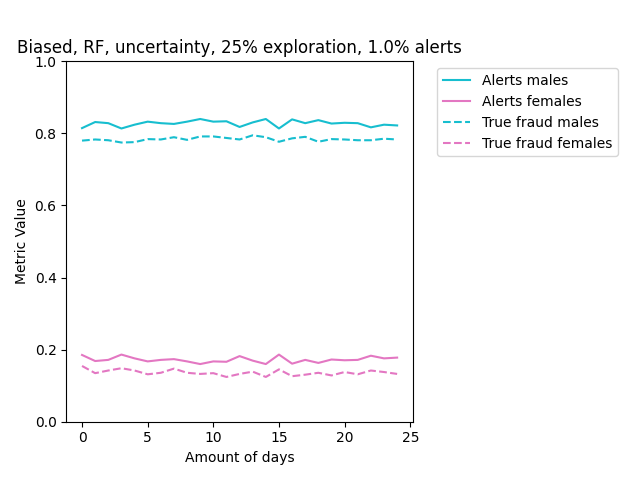 Biased, RF, uncertainty, 25% exploration, 1.0% alerts
Alerts males
Alerts females
True fraud males
True fraud females
Metric Value
1.0
0.8
0.6
0.4
0.2
0.0
0 5 10 15 20 25
Amount of days